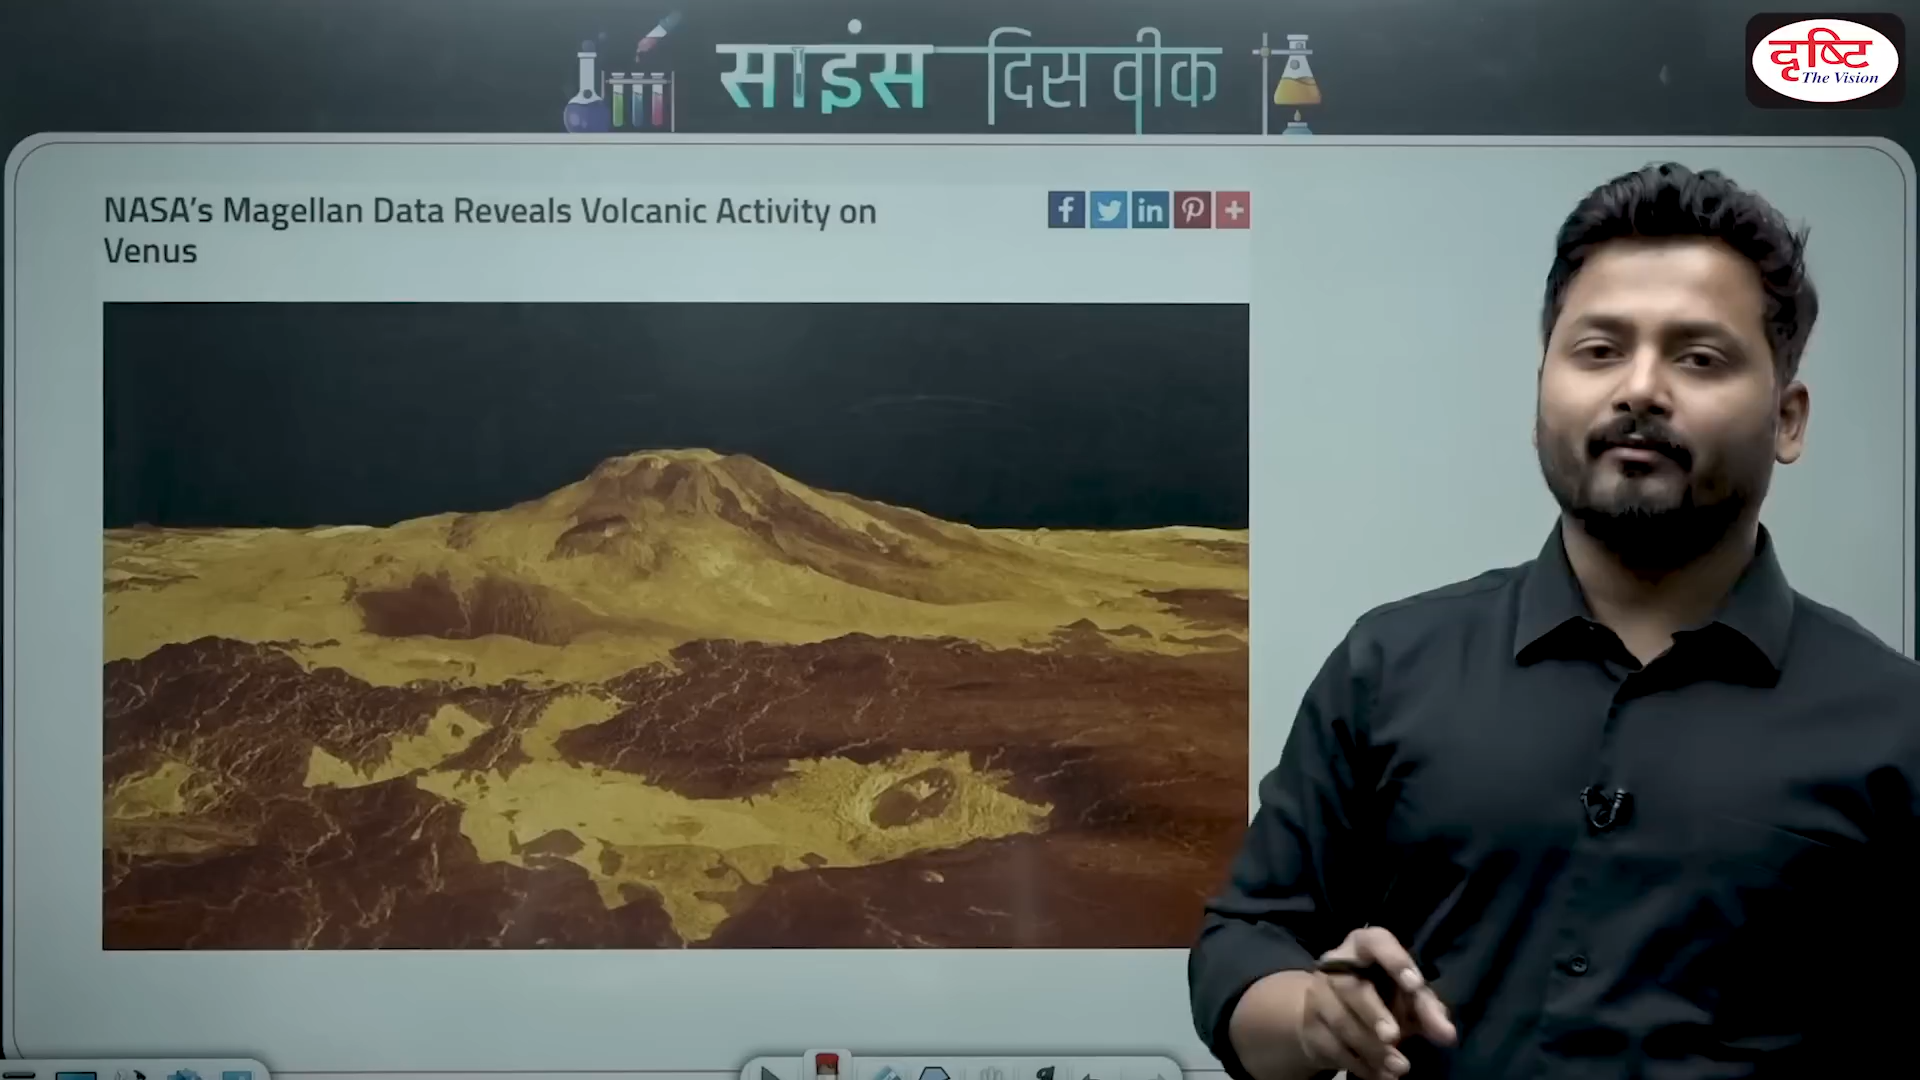 साइंस दिस वीक
दृष्टि
The Vision
NASA's Magellan Data Reveals Volcanic Activity on
Venus